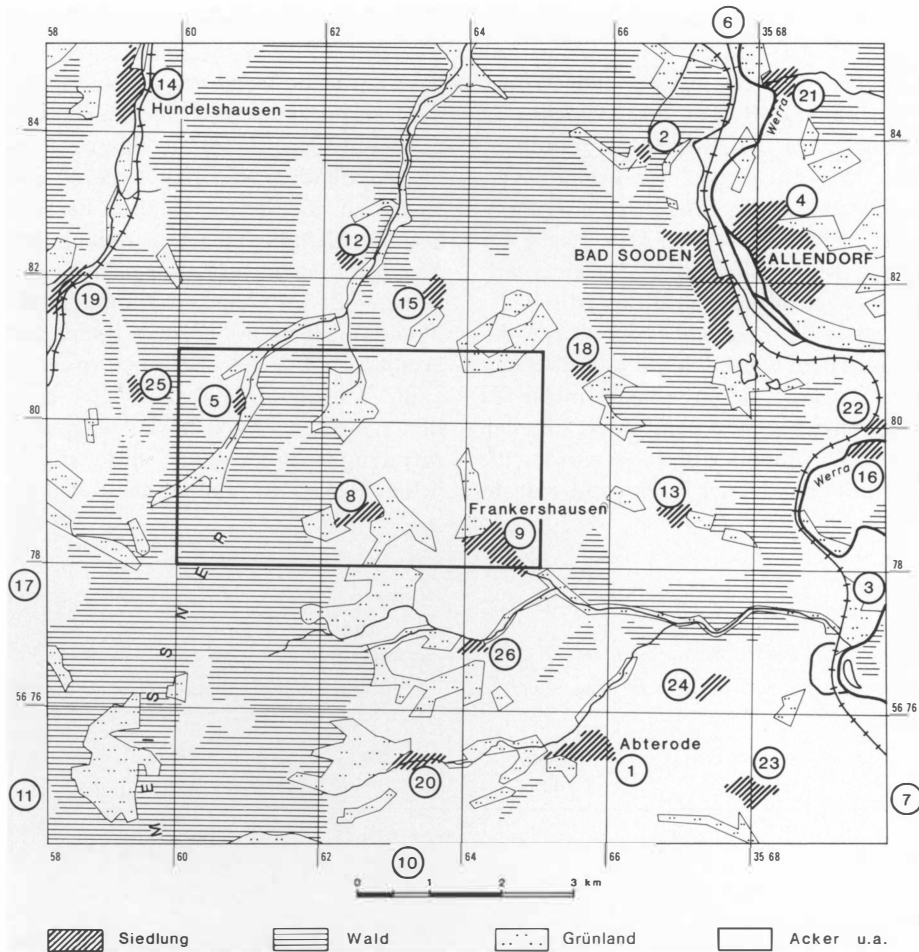 6
58 60 62 64 66 35 68
14
Hundelshausen
21
Werra
84 84
2
4
12
BAD SOODEN ALLENDORF
82 82
19
15
18
25
5
22
80 80
Werra
16
8
13
Frankershausen
9
78 78
17
3
26
24
56 76 56 76
MEISSNER
Abterode
23
20
1
11
7
58 60 62 64 66 35 68
10
0 1 2 3 km
Siedlung Wald Grünland Acker u.a.